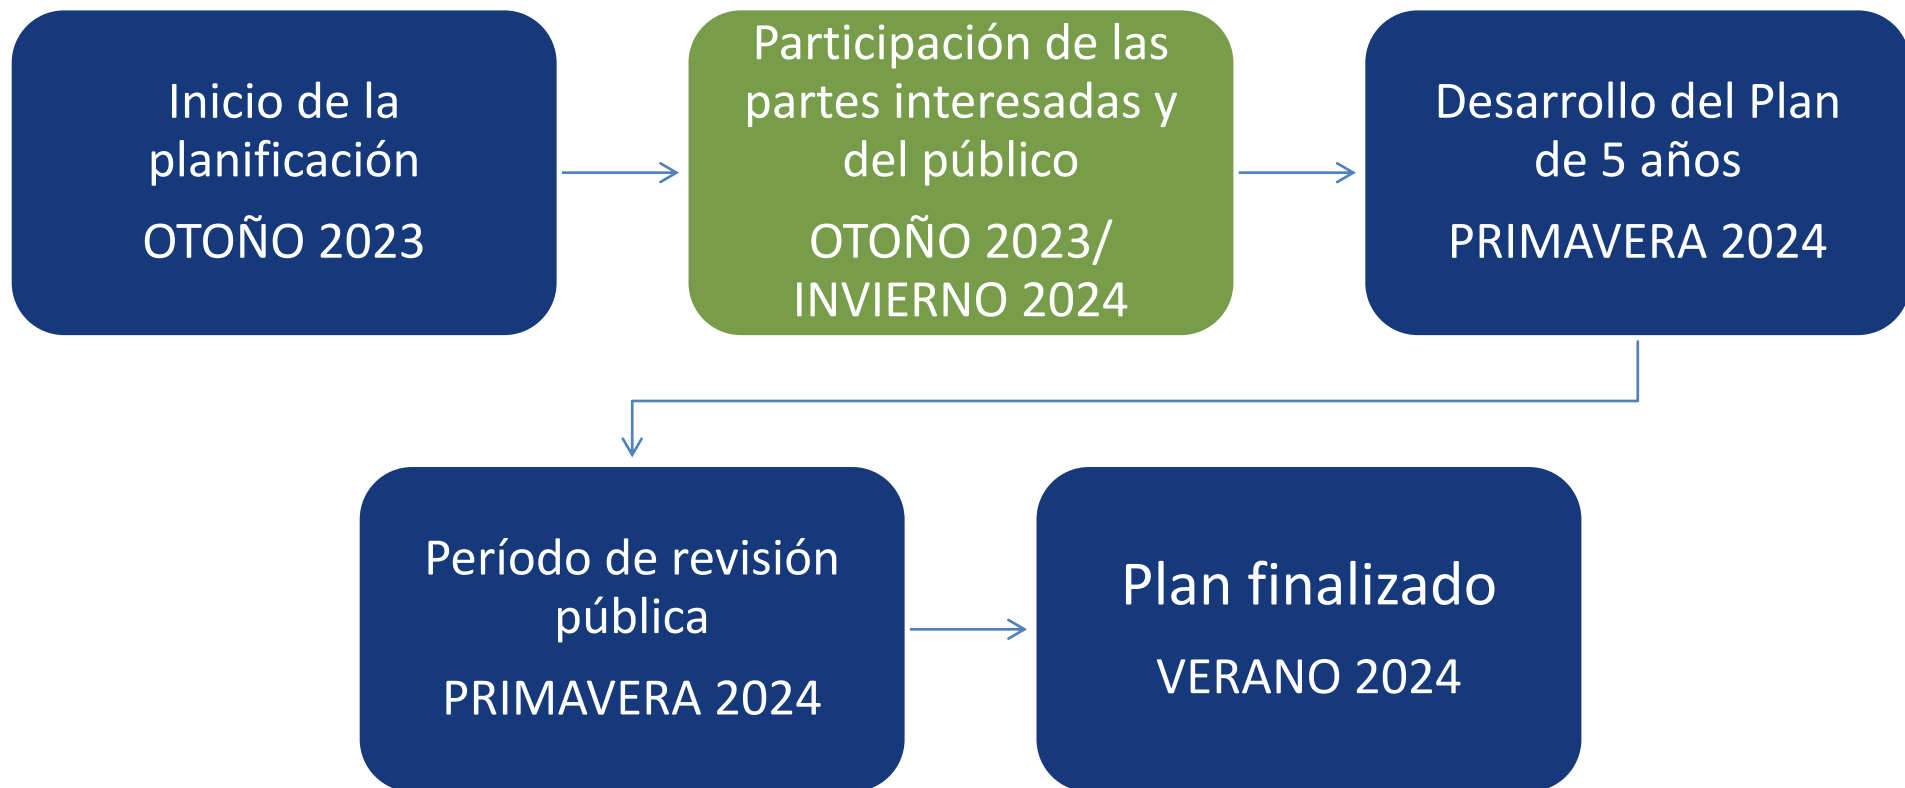 Inicio de la
planificación
OTOÑO 2023
Participación de las
partes interesadas y
del público
OTOÑO 2023/
INVIERNO 2024
Desarrollo del Plan
de 5 años
PRIMAVERA 2024
Período de revisión
pública
PRIMAVERA 2024
Plan finalizado
VERANO 2024